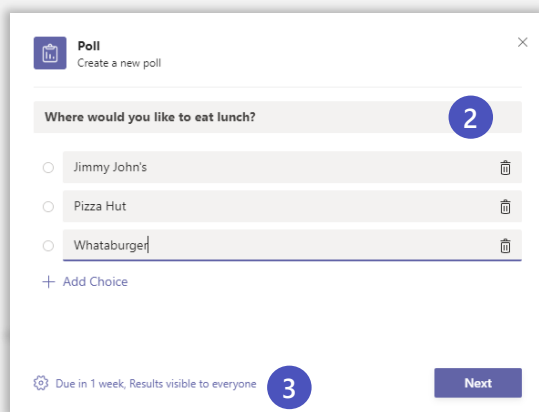 Poll
Create a new poll
Where would you like to eat lunch?
2
Jimmy John's
Pizza Hut
Whataburger
+ Add Choice
Due in 1 week, Results visible to everyone
3
Next